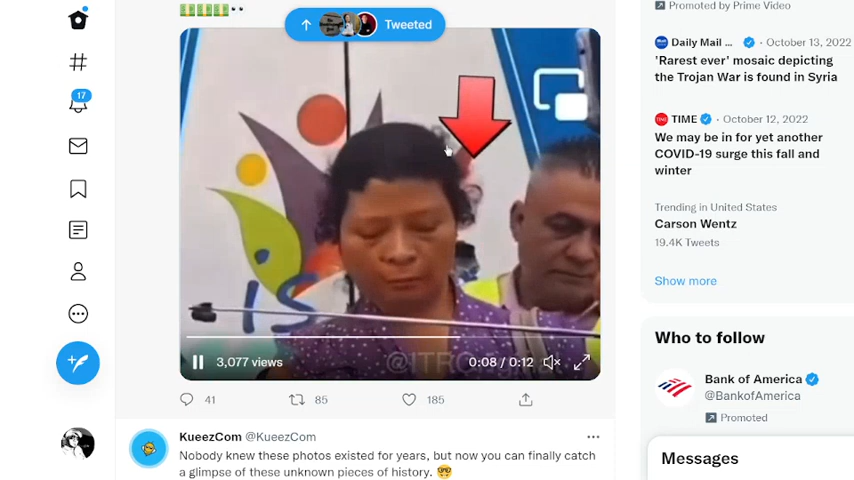 Tweeted
17
IS
@ITR
3,077 views
0:08 / 0:12
41
85
185
KueezCom @KueezCom
Nobody knew these photos existed for years, but now you can finally catch
a glimpse of these unknown pieces of history.
Promoted by Prime Video
Daily Mail ... · October 13, 2022
'Rarest ever' mosaic depicting
the Trojan War is found in Syria
TIME · October 12, 2022
We may be in for yet another
COVID-19 surge this fall and
winter
Trending in United States
Carson Wentz
19.4K Tweets
Show more
Who to follow
Bank of America
@BankofAmerica
Promoted
Messages